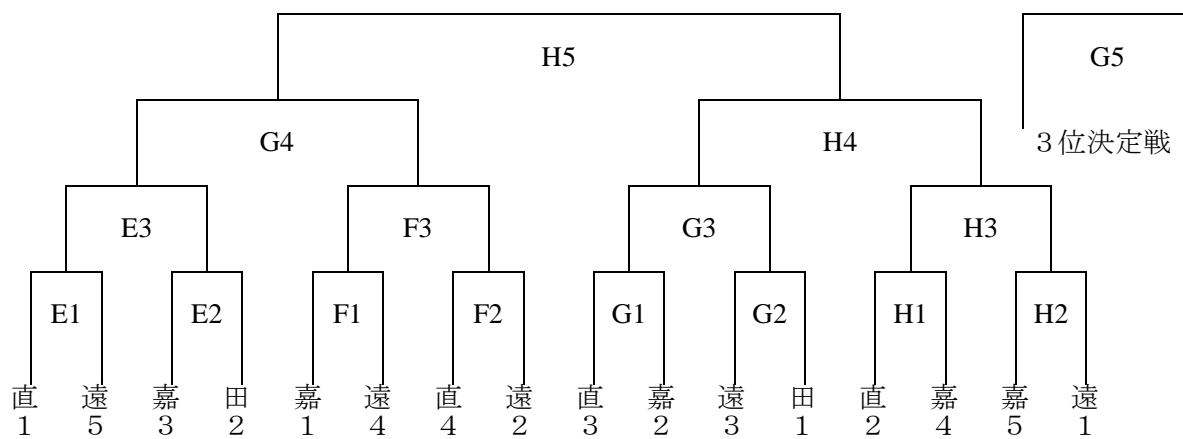 H5 G5
G4 H4 ３位決定戦
E3 F3 G3 H3
E1 E2 F1 F2 G1 G2 H1 H2
直 遠 嘉 田 嘉 遠 直 遠 直 嘉 遠 田 直 嘉 嘉 遠
１ ５ ３ ２ １ ４ ４ ２ ３ ２ ３ １ ２ ４ ５ １